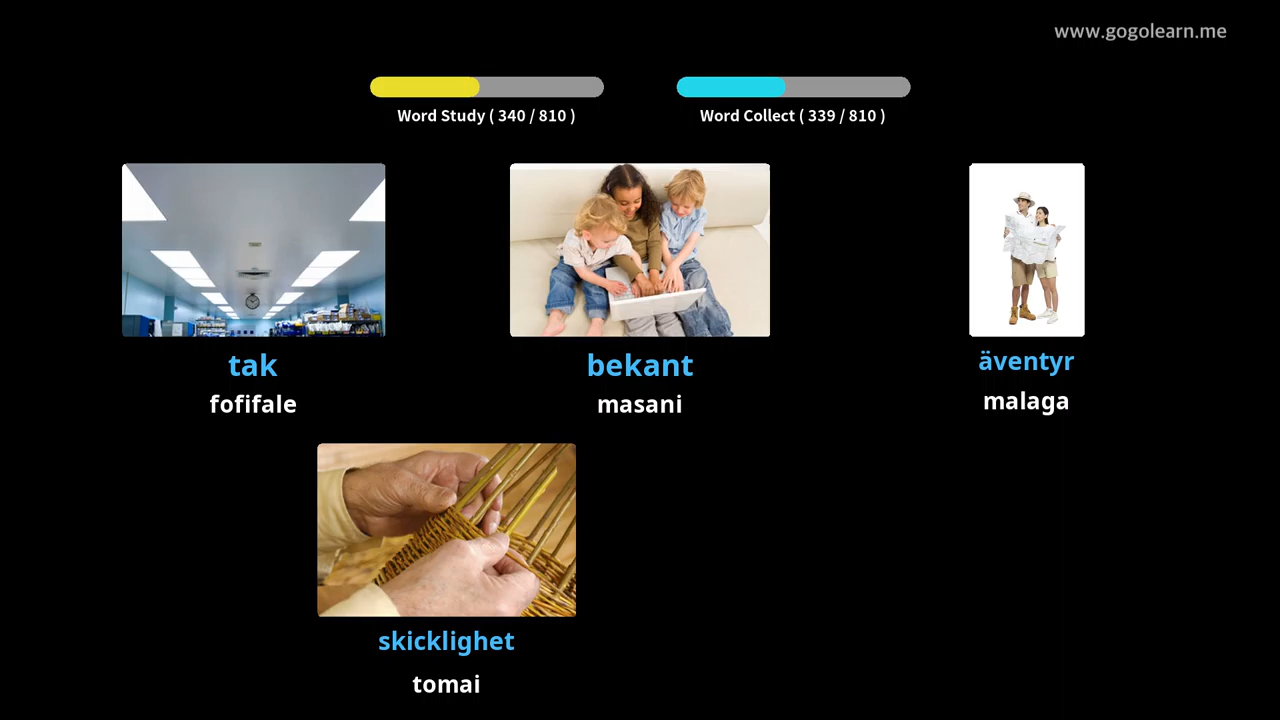 www.gogolearn.me
Word Study ( 340 / 810 )
Word Collect ( 339 / 810 )
tak
fofifale
bekant
masani
äventyr
malaga
skicklighet
tomai